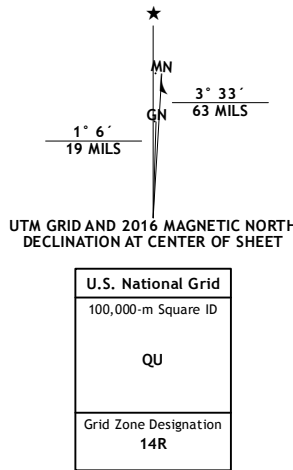 ★
MN
GN
3° 33´
63 MILS
1° 6´
19 MILS
UTM GRID AND 2016 MAGNETIC NORTH
DECLINATION AT CENTER OF SHEET
U.S. National Grid
100,000-m Square ID
QU
Grid Zone Designation
14R